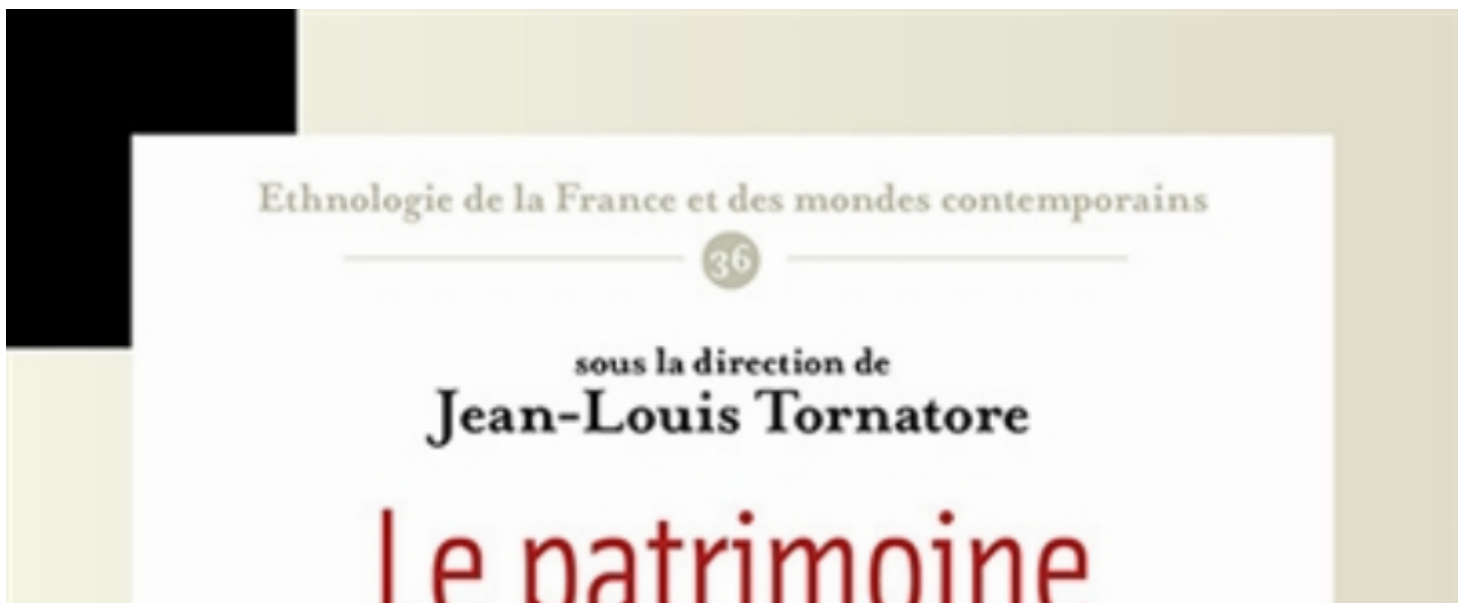 Ethnologie de la France et des mondes contemporains
36
sous la direction de
Jean-Louis Tornatore
Le patrimoine